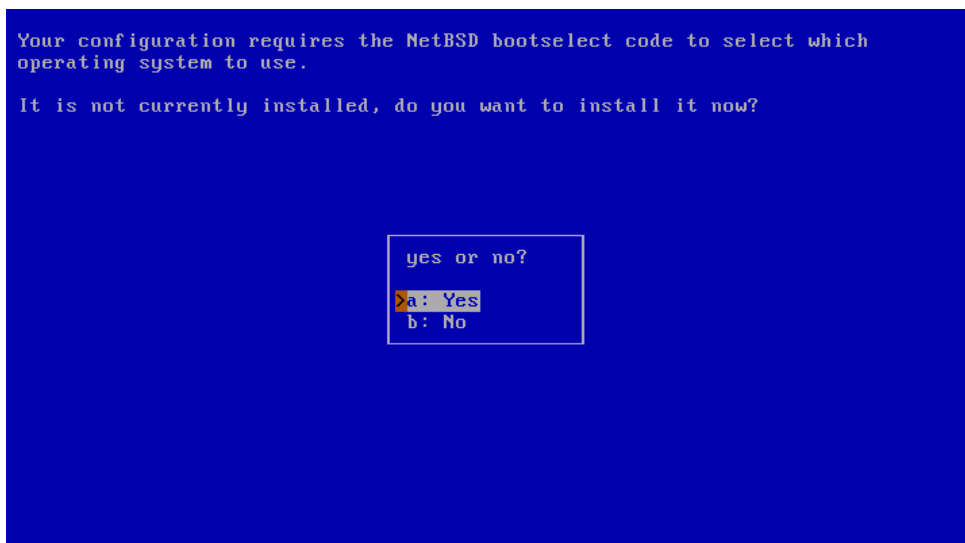 Your configuration requires the NetBSD bootselect code to select which
operating system to use.
It is not currently installed, do you want to install it now?
yes or no?
>a: Yes
b: No